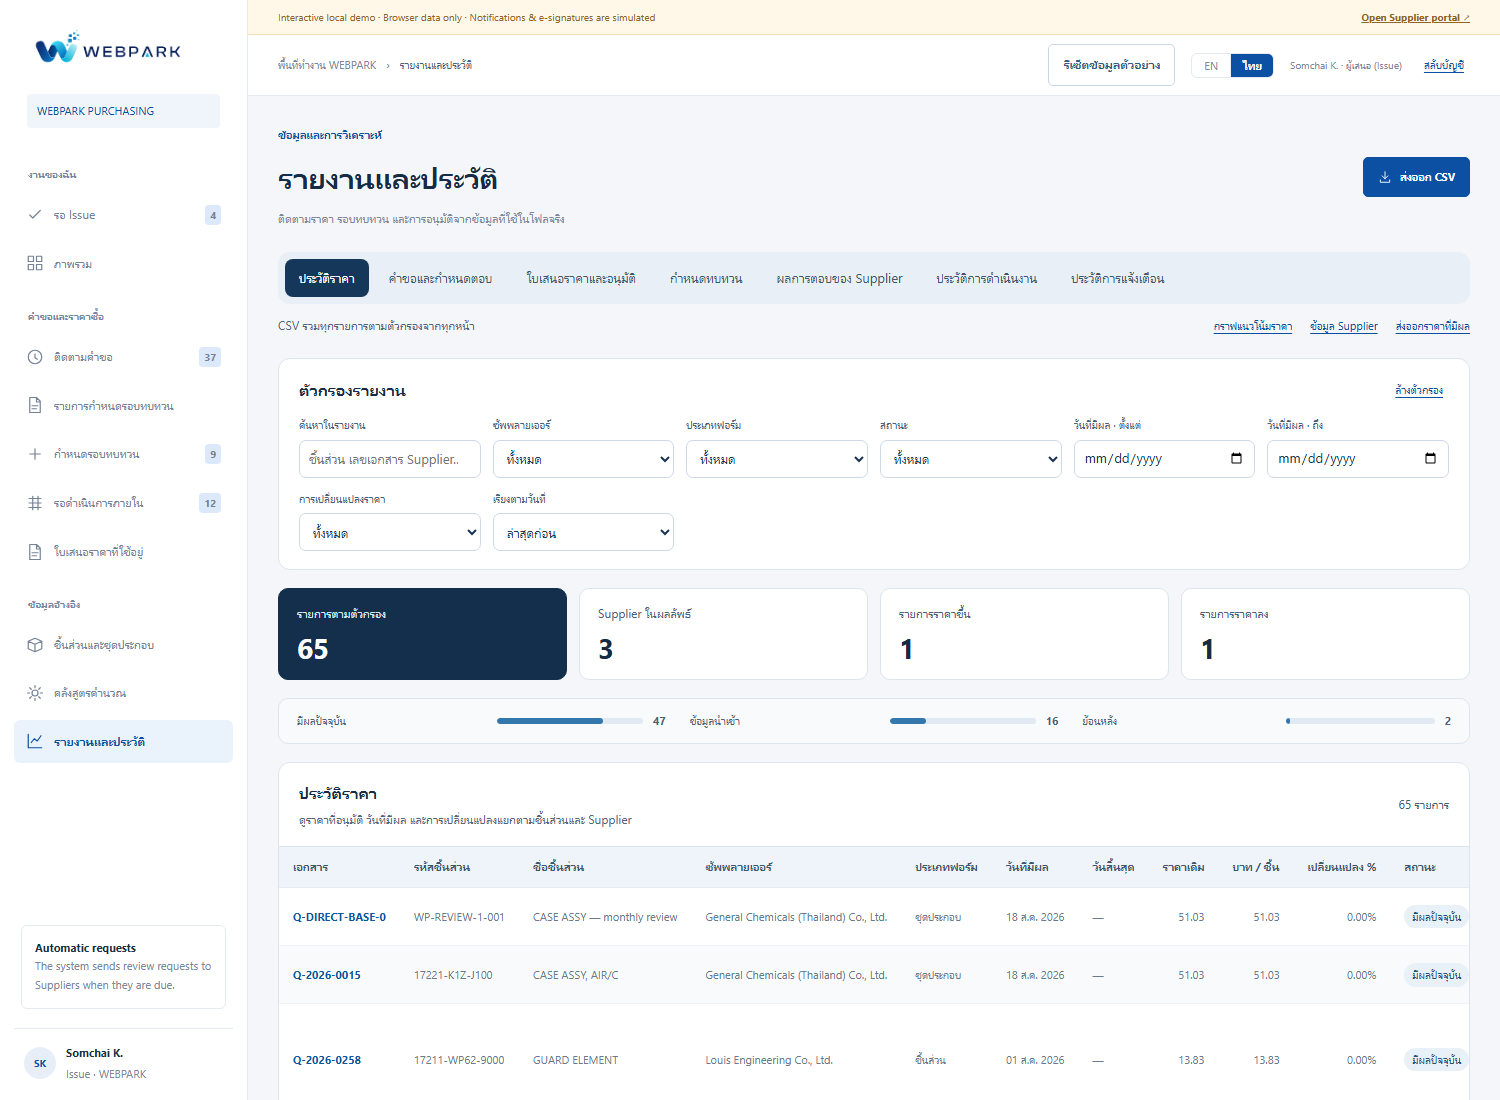 Interactive local demo · Browser data only · Notifications & e-signatures are simulated
Open Supplier portal ↗
WEBPARK
พื้นที่ทำงาน WEBPARK › รายงานและประวัติ
รีเซ็ตข้อมูลตัวอย่าง
EN ไทย
Somchai K. · ผู้เสนอ (Issue)
สลับบัญชี
WEBPARK PURCHASING
งานของฉัน
รอ Issue 4
ภาพรวม
คำขอและราคาซื้อ
ติดตามคำขอ 37
รายการกำหนดรอบทบทวน
กำหนดรอบทบทวน 9
รอดำเนินการภายใน 12
ใบเสนอราคาที่ใช้อยู่
ข้อมูลอ้างอิง
ชิ้นส่วนและชุดประกอบ
คลังสูตรคำนวณ
รายงานและประวัติ
Automatic requests
The system sends review requests to
Suppliers when they are due.
SK
Somchai K.
Issue · WEBPARK
ข้อมูลและการวิเคราะห์
รายงานและประวัติ
ส่งออก CSV
ติดตามราคา รอบทบทวน และการอนุมัติจากข้อมูลที่ใช้ในโฟลจริง
ประวัติราคา คำขอและกำหนดตอบ ใบเสนอราคาและอนุมัติ กำหนดทบทวน ผลการตอบของ Supplier ประวัติการดำเนินงาน ประวัติการแจ้งเตือน
CSV รวมทุกรายการตามตัวกรองจากทุกหน้า
กราฟแนวโน้มราคา ข้อมูล Supplier ส่งออกราคาที่มีผล
ตัวกรองรายงาน
ล้างตัวกรอง
ค้นหาในรายงาน ซัพพลายเออร์ ประเภทฟอร์ม สถานะ วันที่มีผล · ตั้งแต่ วันที่มีผล · ถึง
ชิ้นส่วน เลขเอกสาร Supplier.. ทั้งหมด ทั้งหมด ทั้งหมด mm/dd/yyyy mm/dd/yyyy
การเปลี่ยนแปลงราคา เรียงตามวันที่
ทั้งหมด ล่าสุดก่อน
รายการตามตัวกรอง Supplier ในผลลัพธ์ รายการราคาขึ้น รายการราคาลง
65 3 1 1
มีผลปัจจุบัน 47 ข้อมูลนำเข้า 16 ย้อนหลัง 2
ประวัติราคา
ดูราคาที่อนุมัติ วันที่มีผล และการเปลี่ยนแปลงแยกตามชิ้นส่วนและ Supplier
65 รายการ
เอกสาร รหัสชิ้นส่วน ชื่อชิ้นส่วน ซัพพลายเออร์ ประเภทฟอร์ม วันที่มีผล วันสิ้นสุด ราคาเดิม บาท / ชิ้น เปลี่ยนแปลง % สถานะ
Q-DIRECT-BASE-0 WP-REVIEW-1-001 CASE ASSY — monthly review General Chemicals (Thailand) Co., Ltd. ชุดประกอบ 18 ส.ค. 2026 — 51.03 51.03 0.00% มีผลปัจจุบัน
Q-2026-0015 17221-K1Z-J100 CASE ASSY, AIR/C General Chemicals (Thailand) Co., Ltd. ชุดประกอบ 18 ส.ค. 2026 — 51.03 51.03 0.00% มีผลปัจจุบัน
Q-2026-0258 17211-WP62-9000 GUARD ELEMENT Louis Engineering Co., Ltd. ชิ้นส่วน 01 ส.ค. 2026 — 13.83 13.83 0.00% มีผลปัจจุบัน